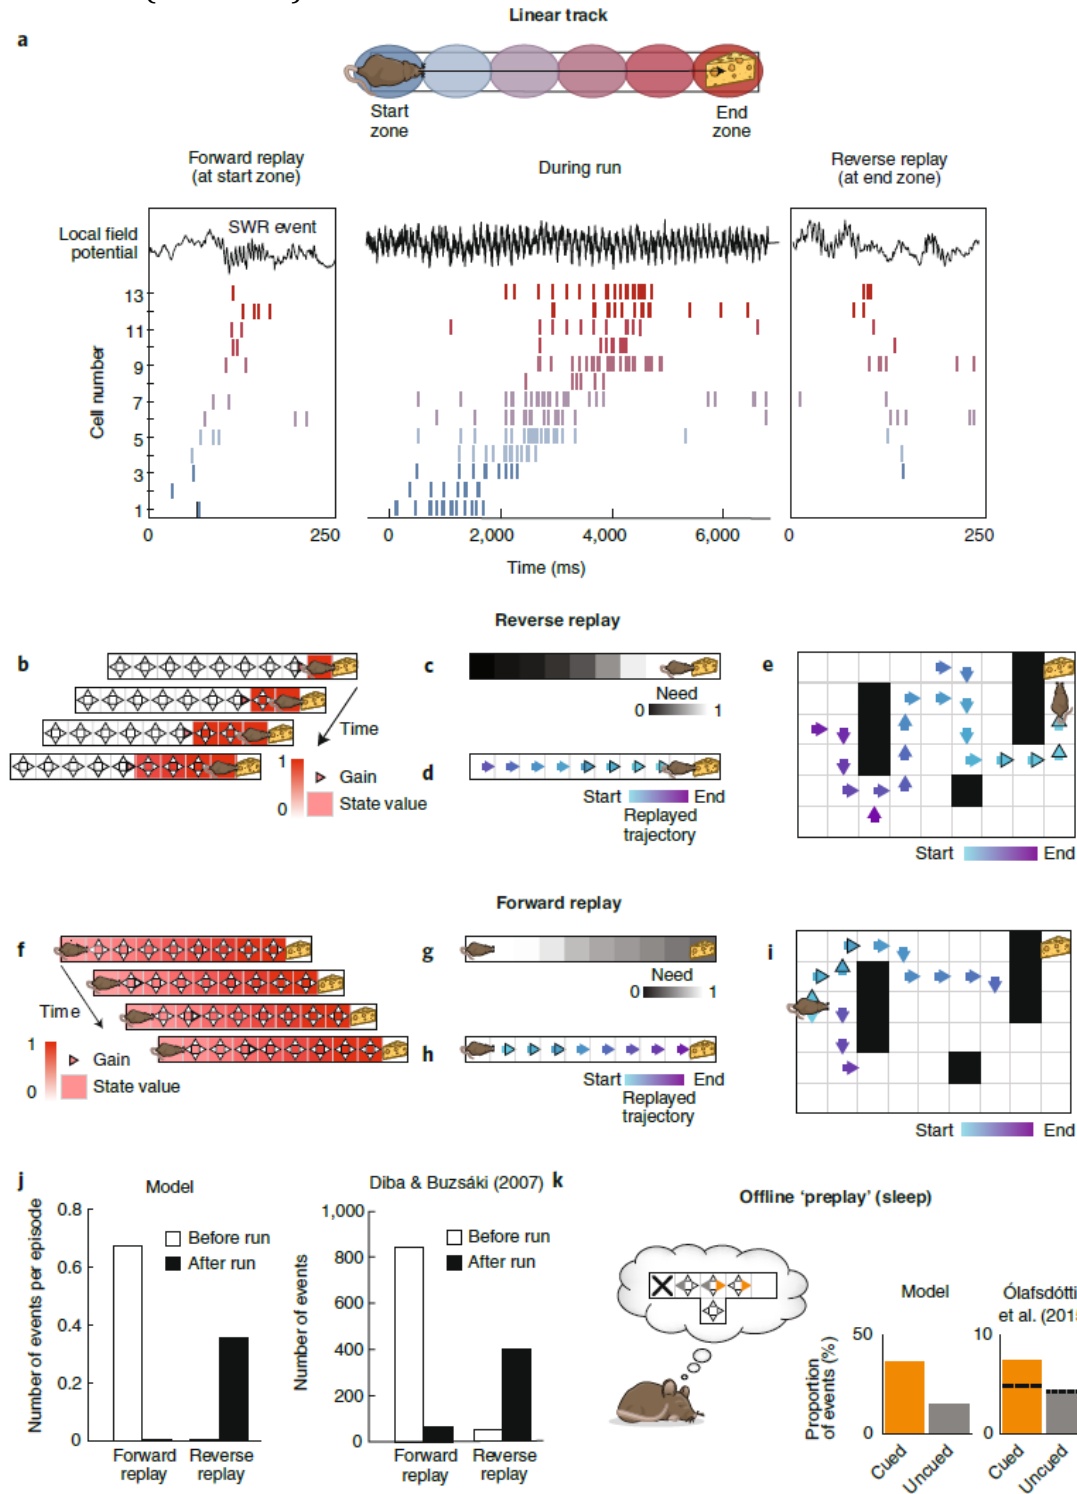 Linear track
a
Start
zone
End
zone
Forward replay
(at start zone)
During run
Reverse replay
(at end zone)
Local field
potential
SWR event
Cell number
13
11
9
7
5
3
1
0
250
0
2,000
4,000
6,000
0
250
Time (ms)
Reverse replay
b
Time
1
0
Gain
State value
c
Need
0
1
d
Start
End
Replayed
trajectory
e
Start
End
Forward replay
f
Time
1
0
Gain
State value
g
Need
0
1
h
Start
End
Replayed
trajectory
i
Start
End
j
Model
Number of events per episode
0.8
0.6
0.4
0.2
0
Before run
After run
Forward
replay
Reverse
replay
Diba & Buzsáki (2007)
Number of events
1,000
800
600
400
200
0
Before run
After run
Forward
replay
Reverse
replay
k
Offline 'preplay' (sleep)
Model
Proportion
of events (%)
50
0
Cued
Uncued
Ólafsdótti
et al. (201
10
0
Cued
Uncued